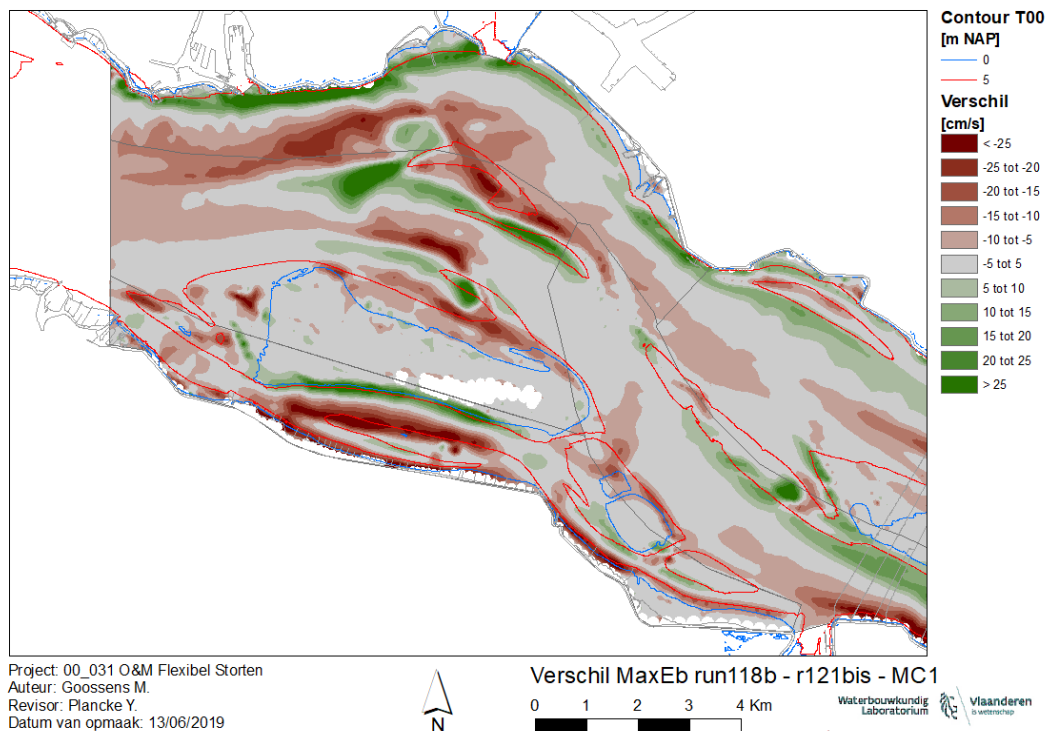 Contour T00
[m NAP]
0
5
Verschil
[cm/s]
< -25
-25 tot -20
-20 tot -15
-15 tot -10
-10 tot -5
-5 tot 5
5 tot 10
10 tot 15
15 tot 20
20 tot 25
> 25
Project: 00_031 O&M Flexibel Storten
Auteur: Goossens M.
Revisor: Plancke Y.
Datum van opmaak: 13/06/2019
N
Verschil MaxEb run118b - r121bis - MC1
0 1 2 3 4 Km
Waterbouwkundig
Laboratorium
Vlaanderen
is wetenschap